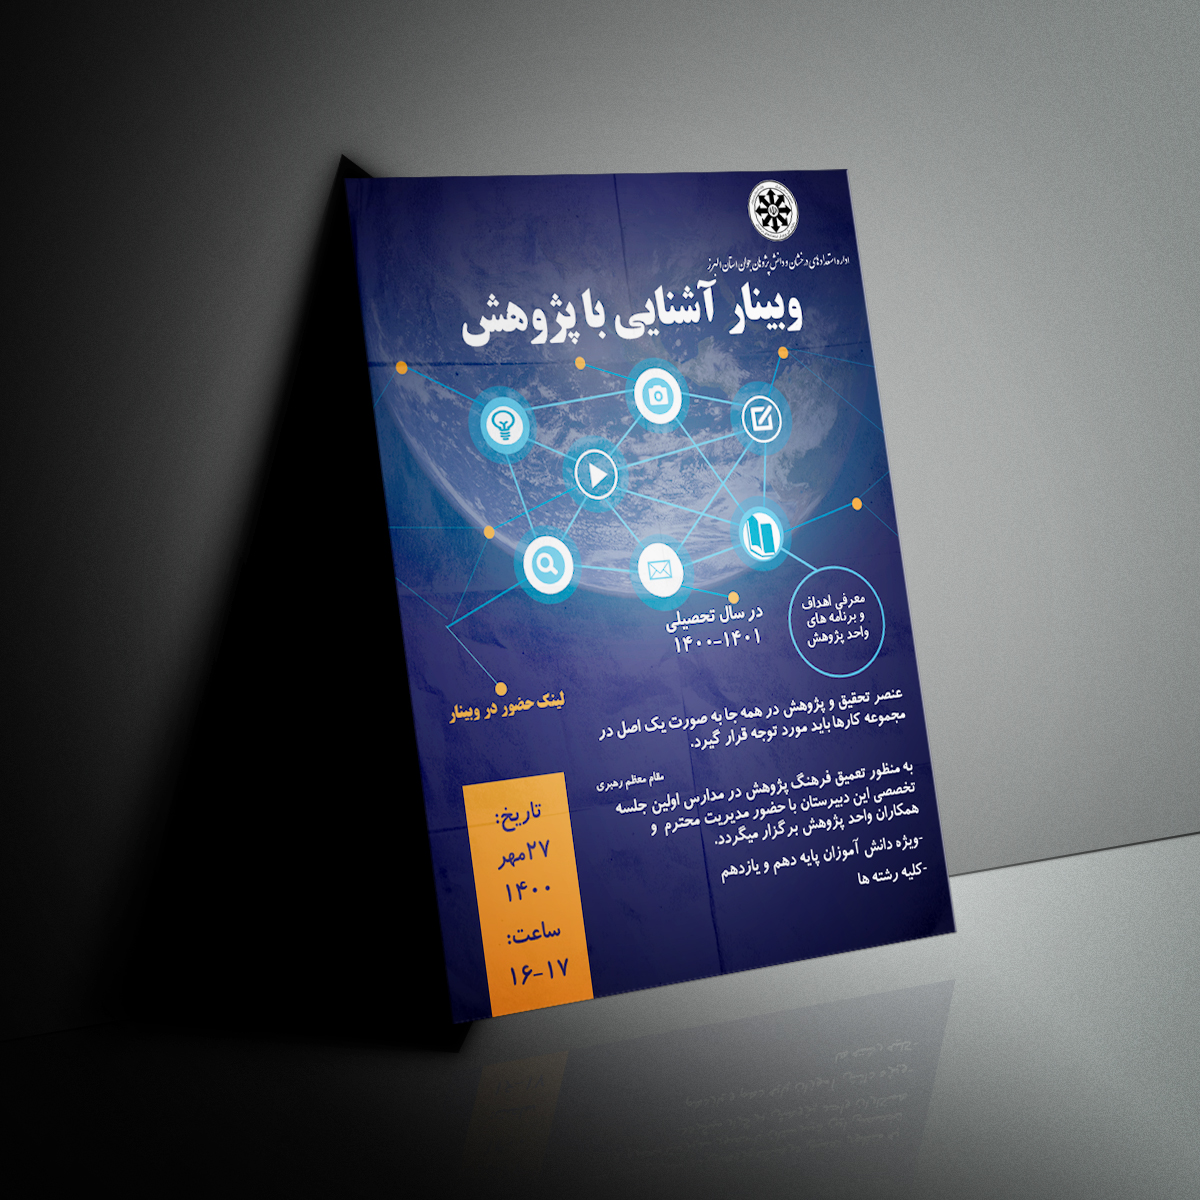 اداره استعدادهای درخشان و دانش پژوهان جوان استان البرز
وبینار آشنایی با پژوهش
معرفی اهداف
و برنامه های
واحد پژوهش
در سال تحصیلی
۱۴۰۰-۱۴۰۱
لینک حضور در وبینار
عنصر تحقیق و پژوهش در همه جا به صورت یک اصل در
مجموعه کارها باید مورد توجه قرار گیرد.
مقام معظم رهبری
به منظور تعمیق فرهنگ پژوهش در مدارس اولین جلسه
تخصصی این دبیرستان با حضور مدیریت محترم و
همکاران واحد پژوهش برگزار میگردد.
-ویژه دانش آموزان پایه دهم و یازدهم
-کلیه رشته ها
تاریخ:
۲۷مهر
۱۴۰۰
ساعت:
۱۶-۱۷